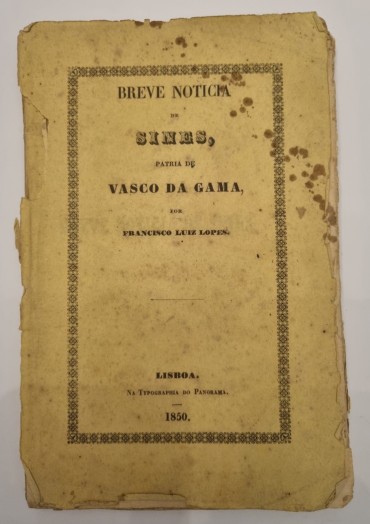 BREVE NOTICIA
DE
SINES,
PATRIA DE
VASCO DA GAMA,
POR
FRANCISCO LUIZ LOPES.
LISBOA.
NA TYPOGRAPHIA DO PANORAMA.
1850.